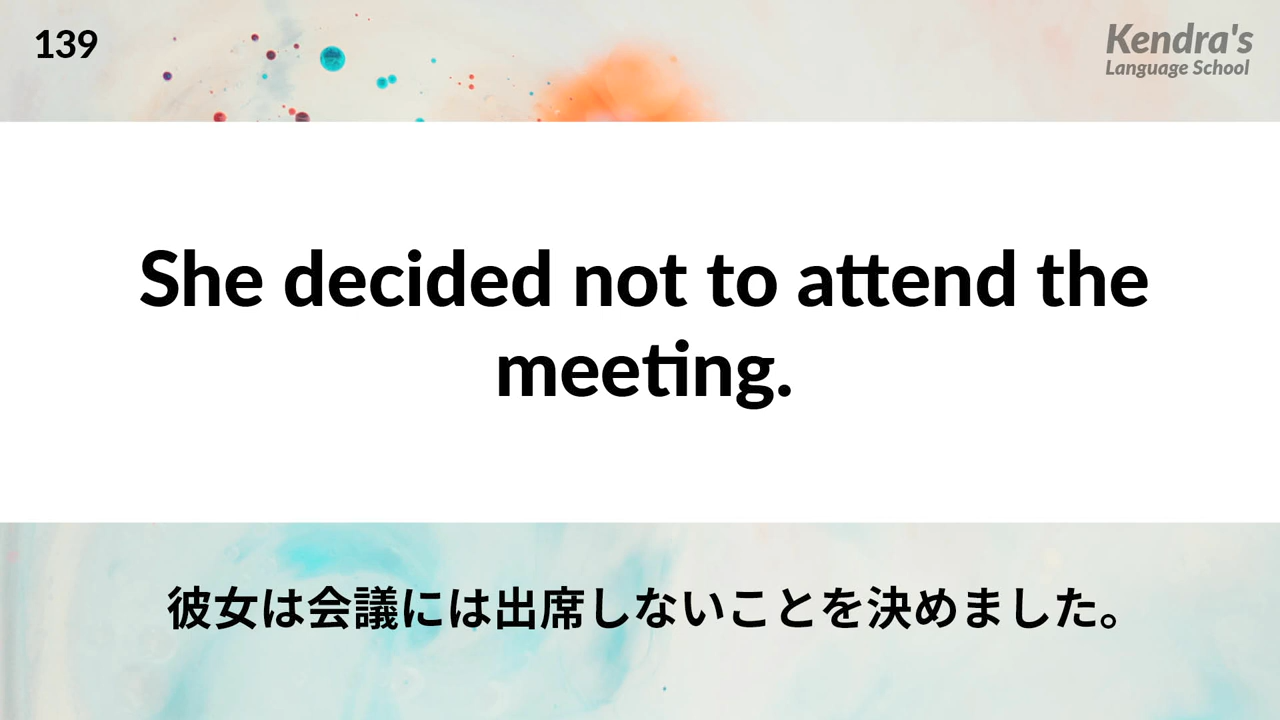 139
Kendra's
Language School
She decided not to attend the
meeting.
彼女は会議には出席しないことを決めました。